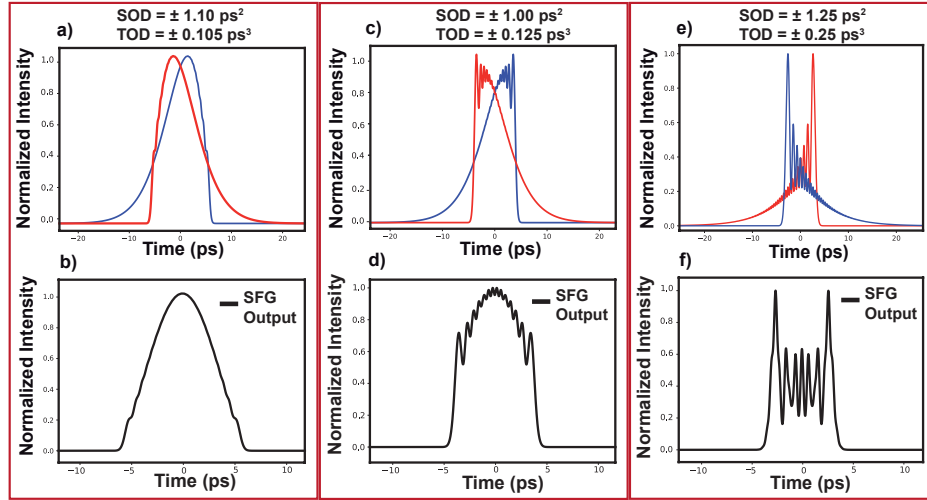 SOD = ± 1.10 ps²
TOD = ± 0.105 ps³
a)
Normalized Intensity
1.0
0.8
0.6
0.4
0.2
0.0
−20
−10
0
10
20
Time (ps)
b)
SFG
Output
Normalized Intensity
1.0
0.8
0.6
0.4
0.2
0.0
−10
−5
0
5
10
Time (ps)
SOD = ± 1.00 ps²
TOD = ± 0.125 ps³
c)
Normalized Intensity
1.0
0.8
0.6
0.4
0.2
0.0
−20
−10
0
10
20
Time (ps)
d)
SFG
Output
Normalized Intensity
1.0
0.8
0.6
0.4
0.2
0.0
−10
−5
0
5
10
Time (ps)
SOD = ± 1.25 ps²
TOD = ± 0.25 ps³
e)
Normalized Intensity
1.0
0.8
0.6
0.4
0.2
0.0
−20
−10
0
10
20
Time (ps)
f)
SFG
Output
Normalized Intensity
1.0
0.8
0.6
0.4
0.2
0.0
−10
−5
0
5
10
Time (ps)